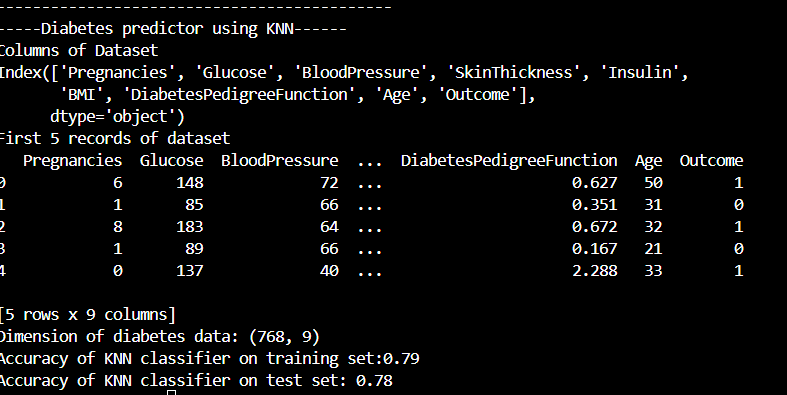 -------------------------------------------
-----Diabetes predictor using KNN------
Columns of Dataset
Index(['Pregnancies', 'Glucose', 'BloodPressure', 'SkinThickness', 'Insulin',
'BMI', 'DiabetesPedigreeFunction', 'Age', 'Outcome'],
dtype='object')
First 5 records of dataset
Pregnancies Glucose BloodPressure ... DiabetesPedigreeFunction Age Outcome
0 6 148 72 ... 0.627 50 1
1 1 85 66 ... 0.351 31 0
2 8 183 64 ... 0.672 32 1
3 1 89 66 ... 0.167 21 0
4 0 137 40 ... 2.288 33 1
[5 rows x 9 columns]
Dimension of diabetes data: (768, 9)
Accuracy of KNN classifier on training set:0.79
Accuracy of KNN classifier on test set: 0.78